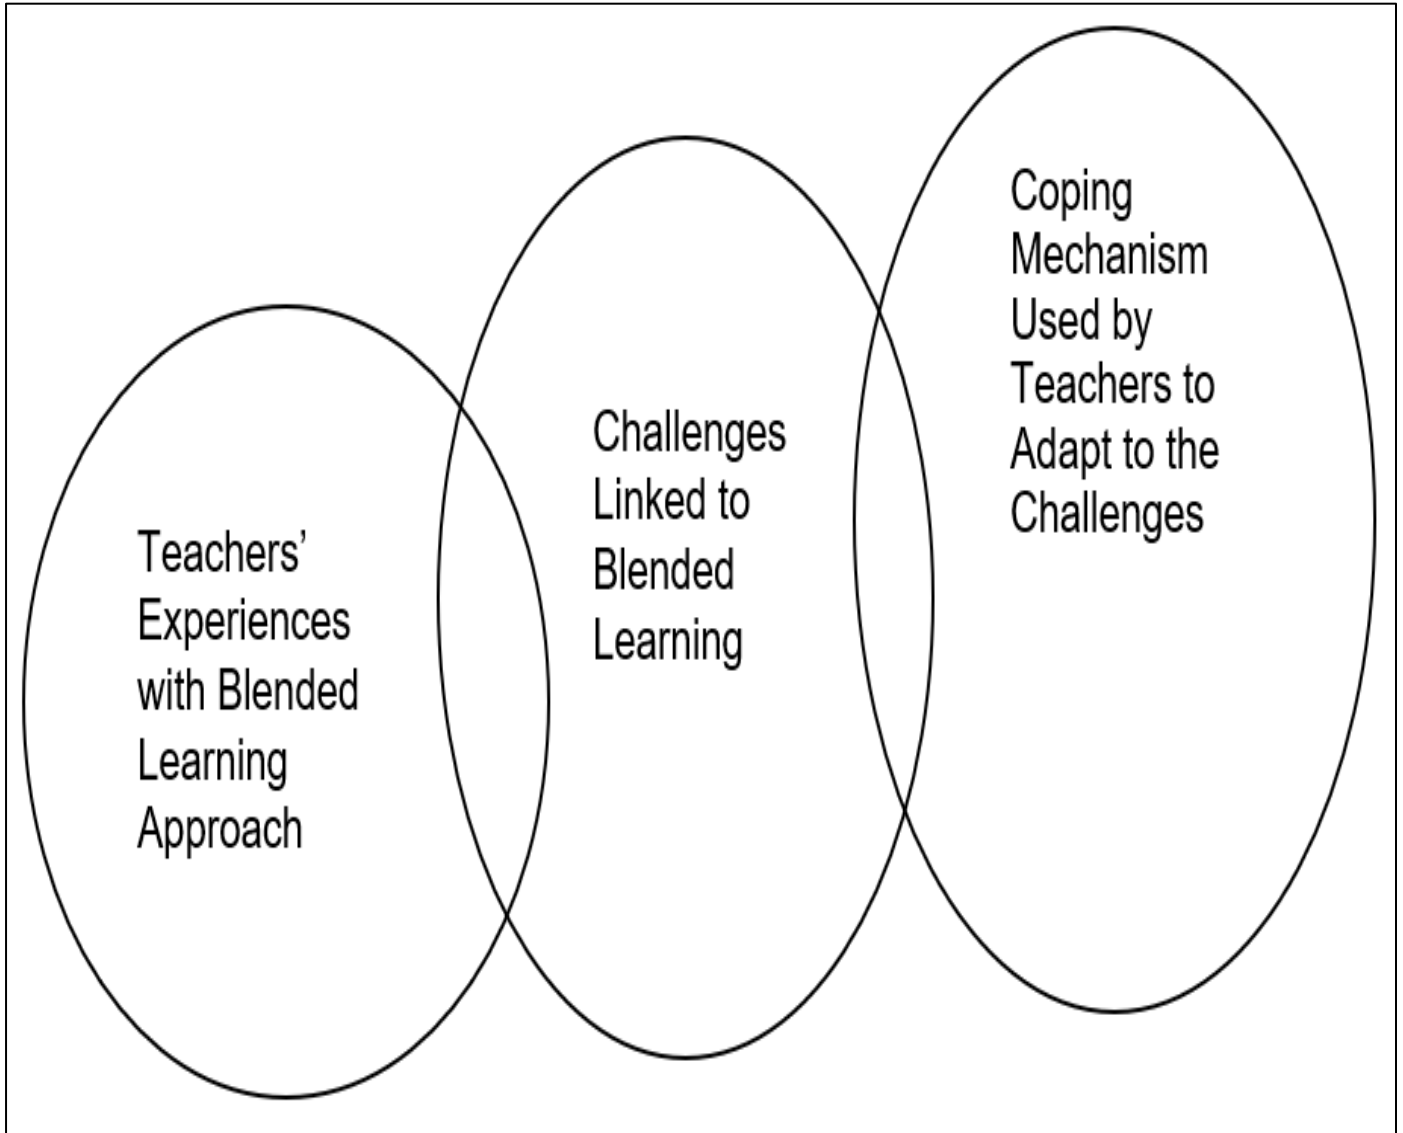 Teachers’
Experiences
with Blended
Learning
Approach
Challenges
Linked to
Blended
Learning
Coping
Mechanism
Used by
Teachers to
Adapt to the
Challenges